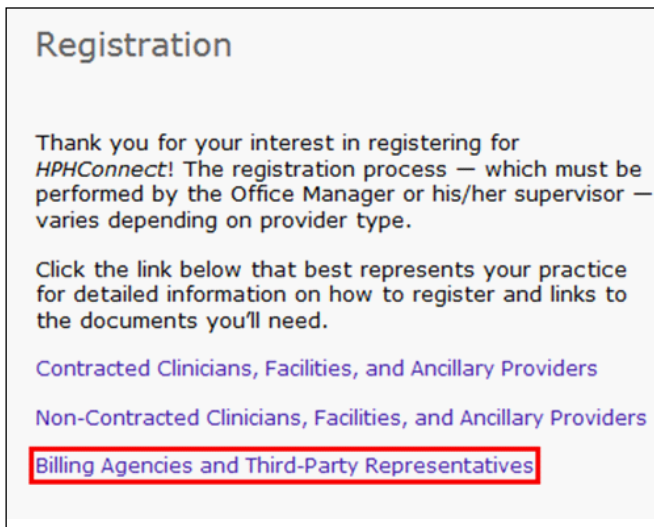 Registration
Thank you for your interest in registering for
HPHConnect! The registration process — which must be
performed by the Office Manager or his/her supervisor —
varies depending on provider type.
Click the link below that best represents your practice
for detailed information on how to register and links to
the documents you'll need.
Contracted Clinicians, Facilities, and Ancillary Providers
Non-Contracted Clinicians, Facilities, and Ancillary Providers
Billing Agencies and Third-Party Representatives